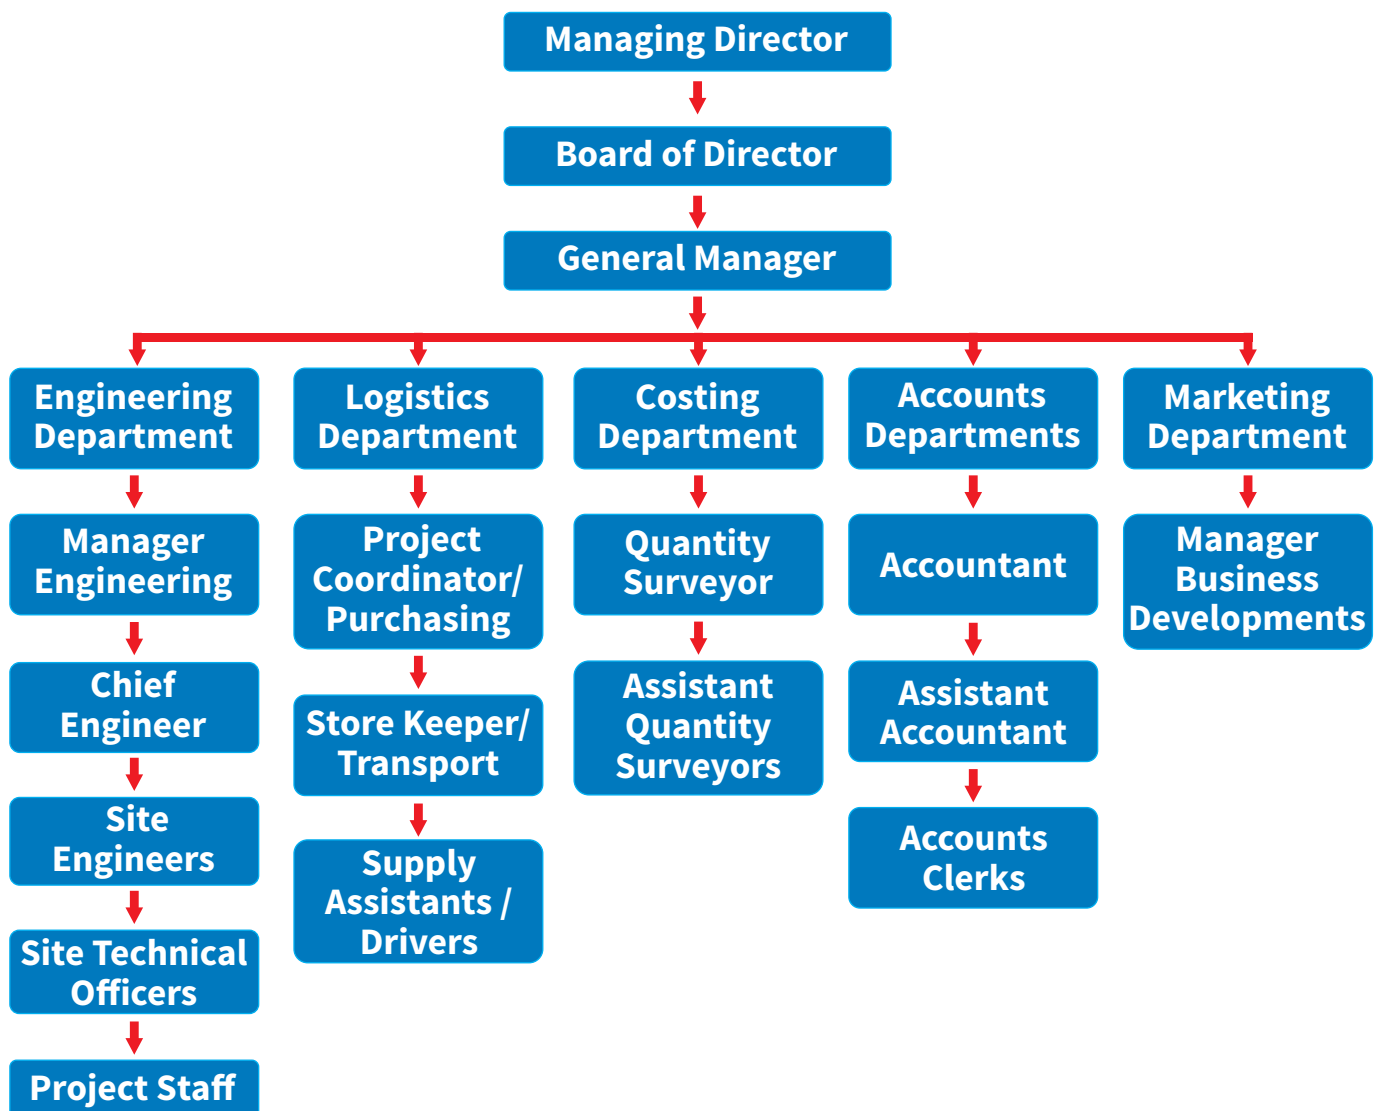 Managing Director
Board of Director
General Manager
Engineering
Department
Logistics
Department
Costing
Department
Accounts
Departments
Marketing
Department
Manager
Engineering
Project
Coordinator/
Purchasing
Quantity
Surveyor
Accountant
Manager
Business
Developments
Chief
Engineer
Store Keeper/
Transport
Assistant
Quantity
Surveyors
Assistant
Accountant
Site
Engineers
Supply
Assistants /
Drivers
Accounts
Clerks
Site Technical
Officers
Project Staff